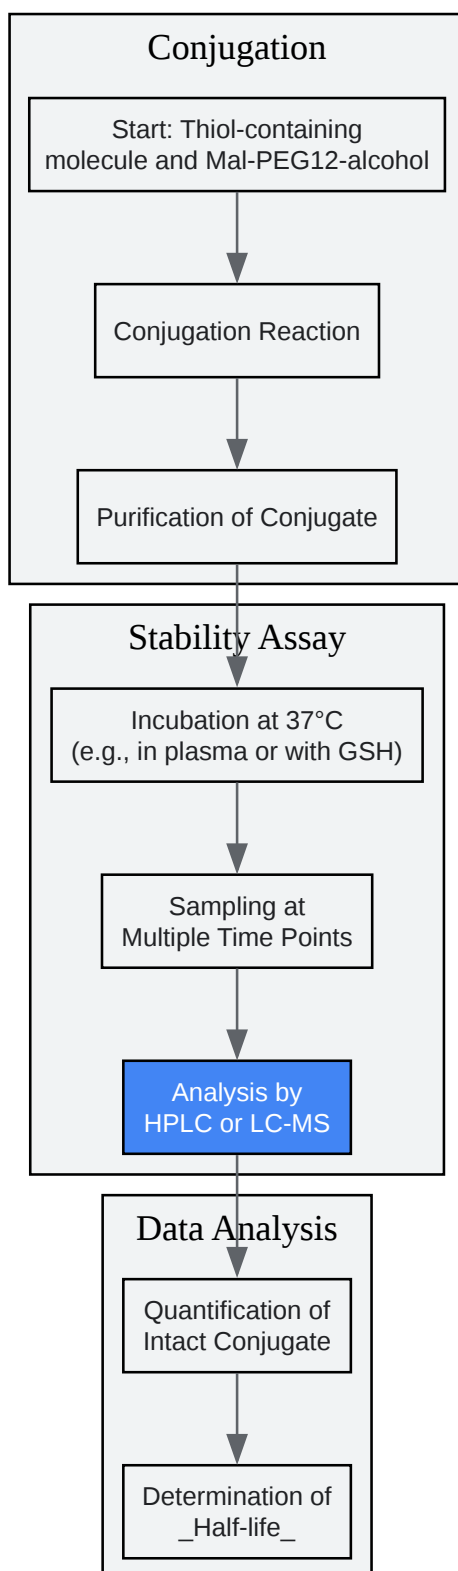 Conjugation
Start: Thiol-containing
molecule and Mal-PEG12-alcohol
Conjugation Reaction
Purification of Conjugate
Stability Assay
Incubation at 37°C
(e.g., in plasma or with GSH)
Sampling at
Multiple Time Points
Analysis by
HPLC or LC-MS
Data Analysis
Quantification of
Intact Conjugate
Determination of
_Half-life_